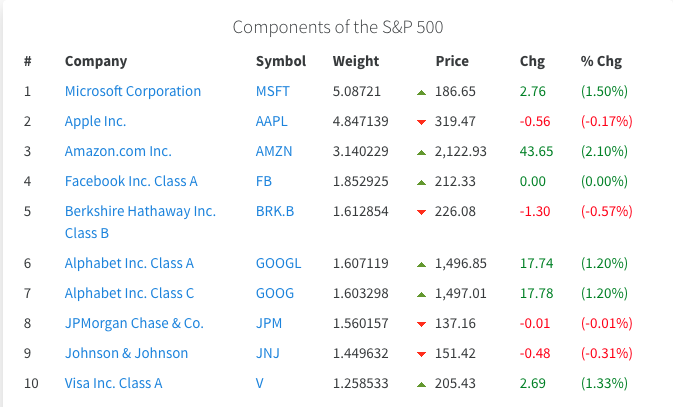 Components of the S&P 500
# Company Symbol Weight Price Chg % Chg
1 Microsoft Corporation MSFT 5.08721 186.65 2.76 (1.50%)
2 Apple Inc. AAPL 4.847139 319.47 -0.56 (-0.17%)
3 Amazon.com Inc. AMZN 3.140229 2,122.93 43.65 (2.10%)
4 Facebook Inc. Class A FB 1.852925 212.33 0.00 (0.00%)
5 Berkshire Hathaway Inc. BRK.B 1.612854 226.08 -1.30 (-0.57%)
Class B
6 Alphabet Inc. Class A GOOGL 1.607119 1,496.85 17.74 (1.20%)
7 Alphabet Inc. Class C GOOG 1.603298 1,497.01 17.78 (1.20%)
8 JPMorgan Chase & Co. JPM 1.560157 137.16 -0.01 (-0.01%)
9 Johnson & Johnson JNJ 1.449632 151.42 -0.48 (-0.31%)
10 Visa Inc. Class A V 1.258533 205.43 2.69 (1.33%)